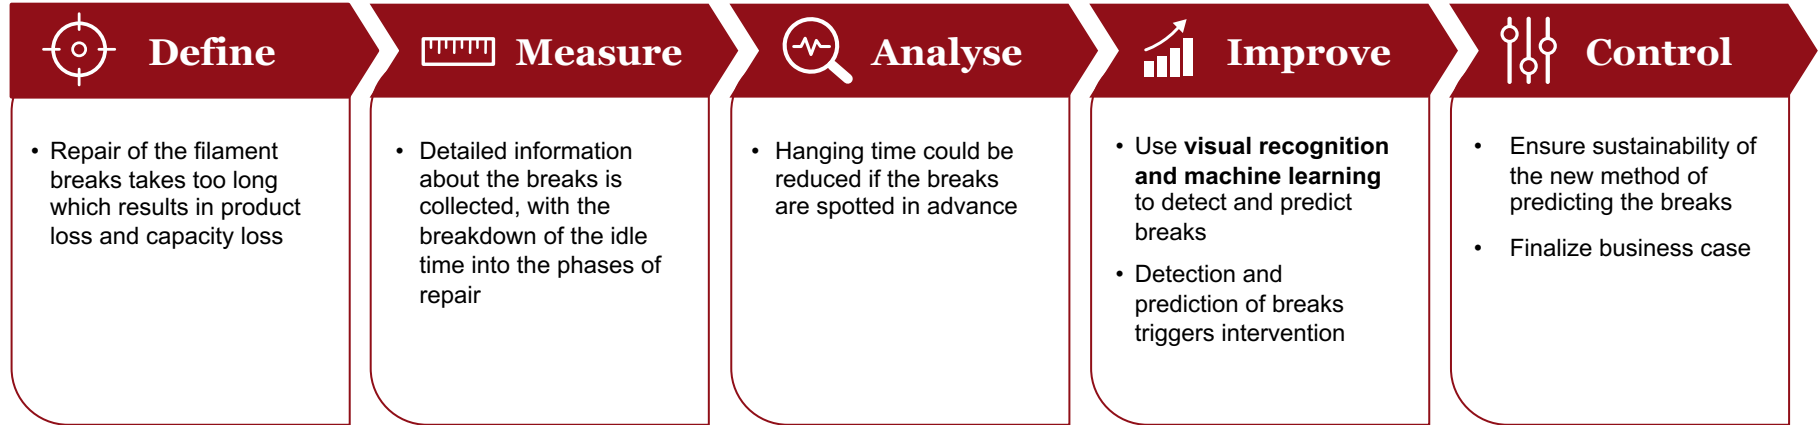 Define
• Repair of the filament
breaks takes too long
which results in product
loss and capacity loss
Measure
• Detailed information
about the breaks is
collected, with the
breakdown of the idle
time into the phases of
repair
Analyse
• Hanging time could be
reduced if the breaks
are spotted in advance
Improve
• Use visual recognition
and machine learning
to detect and predict
breaks
• Detection and
prediction of breaks
triggers intervention
Control
• Ensure sustainability of
the new method of
predicting the breaks
• Finalize business case